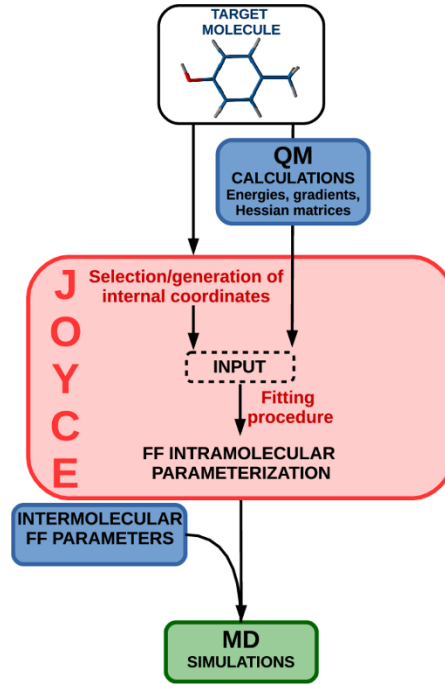 TARGET
MOLECULE
QM
CALCULATIONS
Energies, gradients,
Hessian matrices
JOYCE
Selection/generation of
internal coordinates
INPUT
Fitting
procedure
FF INTRAMOLECULAR
PARAMETERIZATION
INTERMOLECULAR
FF PARAMETERS
MD
SIMULATIONS